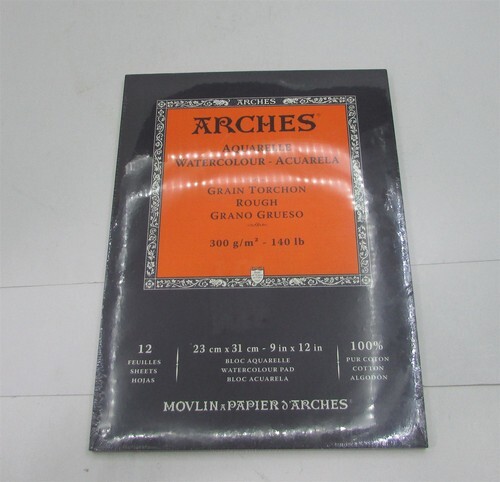 ARCHES
ARCHES®
AQUARELLE
WATERCOLOUR - ACUARELA
GRAIN TORCHON
ROUGH
GRANO GRUESO
300 g/m² - 140 lb
12
FEUILLES
SHEETS
HOJAS
23 cm x 31 cm - 9 in x 12 in
BLOC AQUARELLE
WATERCOLOUR PAD
BLOC ACUARELA
100%
PUR COTON
COTTON
ALGODÓN
MOVLIN À PAPIER D'ARCHES®